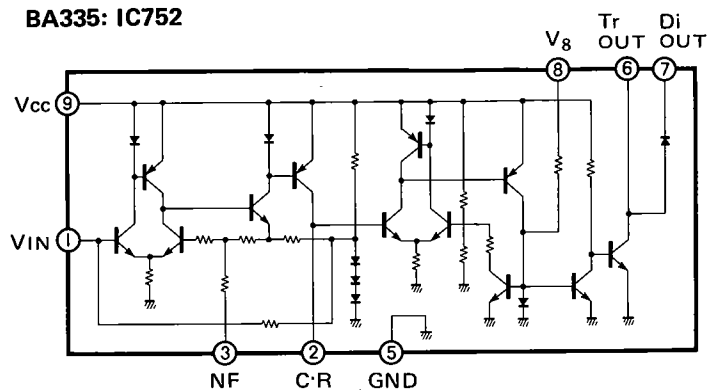 BA335: IC752
V8
Tr OUT
Di OUT
8
6
7
Vcc 9
VIN 1
3
2
5
NF
C·R
GND